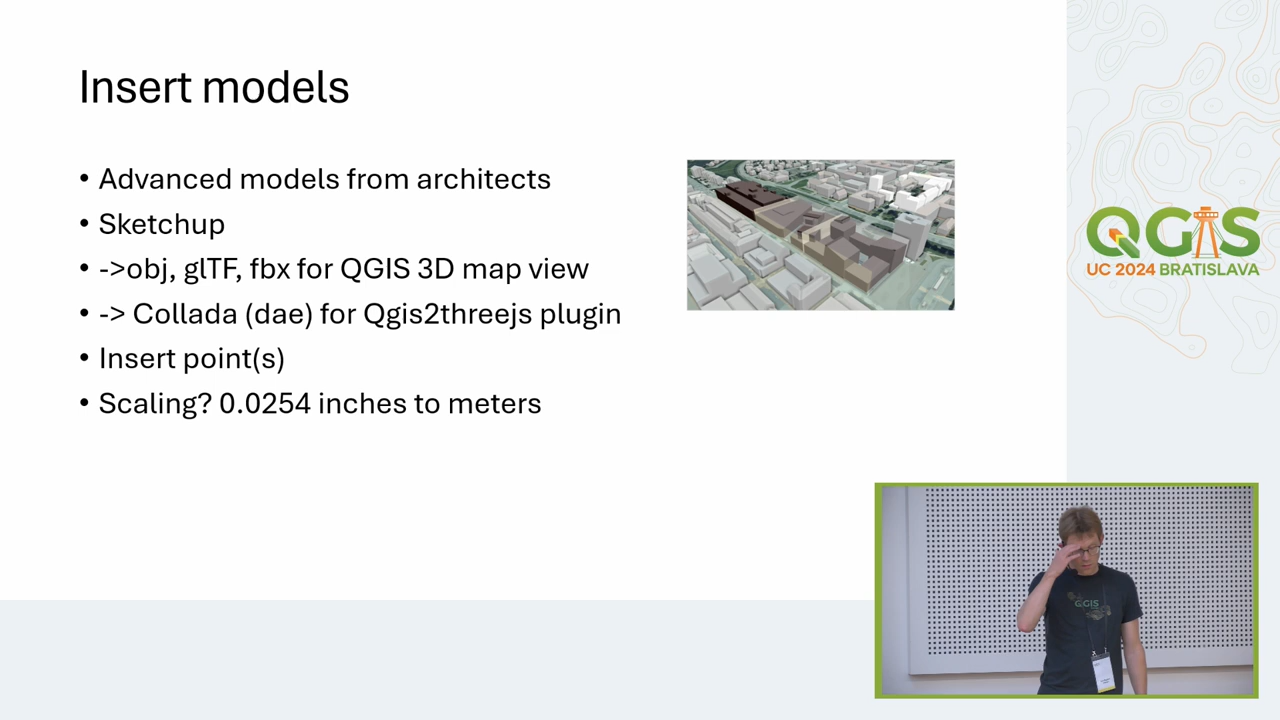 Insert models
• Advanced models from architects
• Sketchup
• ->obj, glTF, fbx for QGIS 3D map view
• -> Collada (dae) for Qgis2threejs plugin
• Insert point(s)
• Scaling? 0.0254 inches to meters
QGIS
UC 2024 BRATISLAVA
QGIS